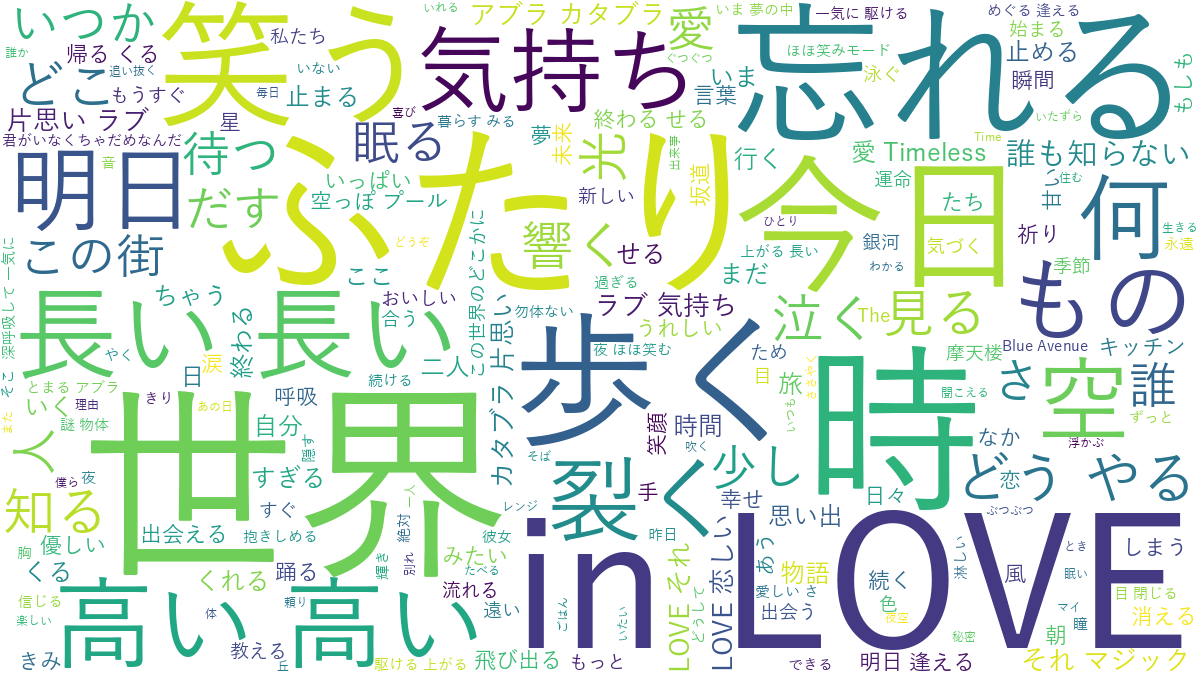 いつか
笑う
気持ち
愛
忘れる
アブラ カタブラ
いれる
私たち
帰る くる
誰か
追い抜く
いない
毎日
どこ
もうすぐ
止まる
片思い ラブ
星
喜び
君がいなくちゃだめなんだ
音
ぐつぐつ
いま 夢の中
一気に 駆ける
めぐる 逢える
ほほ笑みモード
始まる
止める
泳ぐ
瞬間
もしも
いま
言葉
いたずら
暮らす みる
終わる せる
夢
未来
出来事
Time
明日
待つ
眠る
光
行く
愛 Timeless
誰も知らない
いっぱい
新しい
坂道
運命
住む
甘い
だす
空っぽ プール
ふたり
今日
たち
何
生きる
永遠
ひとり
祈り
この街
どうぞ
響く
せる
まだ
銀河
気づく
季節
ここ
過ぎる
上がる 長い
わかる
もの
深呼吸して 一気に
そこ
長い 長い
ちゃう
おいしい
合う
この世界のどこかに
勿体ない
ラブ 気持ち
うれしい
泣く
The
見る
Blue Avenue
キッチン
やく
涙
終わる
二人
片思い
夜 ほほ笑む
ため
摩天楼
とまる アブラ
日
続ける
歩く
目
ささやく
時
聞こえる
さ
空
誰
いく
理由
きり
あの日
呼吸
カタブラ
旅
いつも
ずっと
また
謎 物体
自分
隠す
笑顔
時間
なか
浮かぶ
人
世界
そば
吹く
少し
どう やる
恋
僕ら
夜
すぎる
一人
絶対
裂く
手
幸せ
日々
知る
すぐ
レンジ
思い出
ぶつぶつ
出会える
抱きしめる
彼女
昨日
in LOVE
胸
優しい
輝き
別れ
みたい
LOVE それ
どうして
LOVE 恋しい
あう
淋しい
とき
しまう
くる
くれる
踊る
たべる
物語
続く
風
眠い
信じる
高い 高い
流れる
ごはん
愛しい さ
色
目 閉じる
楽しい
体
頼り
遠い
いたい
出会う
夜空
マイ
瞳
消える
教える
朝
きみ
丘
駆ける 上がる
飛び出る
もっと
できる
明日 逢える
秘密
それ マジック